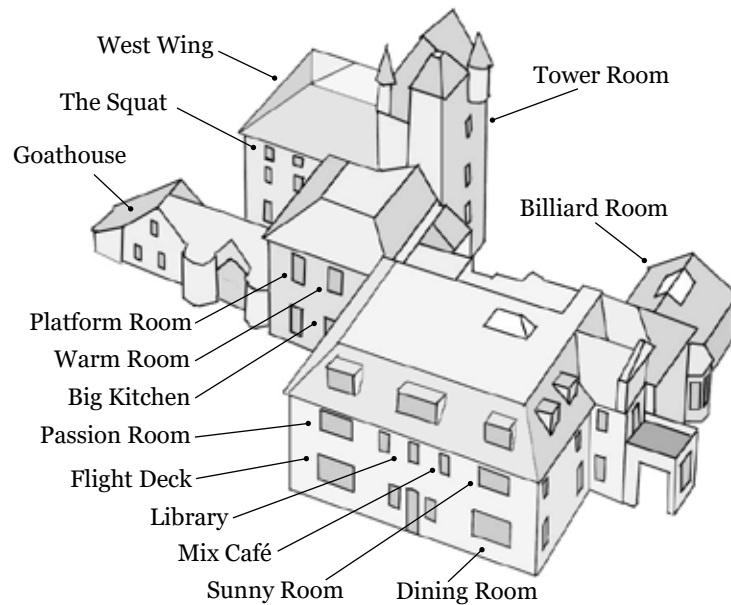 West Wing
Tower Room
The Squat
Goathouse
Billiard Room
Platform Room
Warm Room
Big Kitchen
Passion Room
Flight Deck
Library
Mix Café
Sunny Room
Dining Room